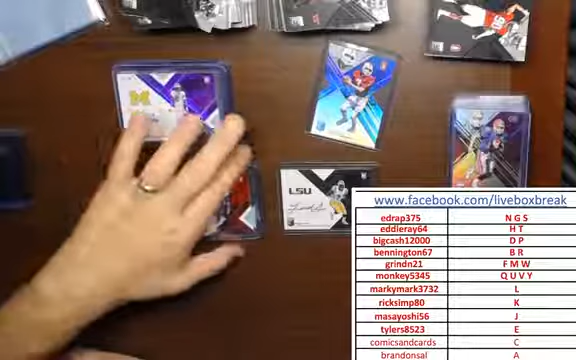 M
LSU
www.facebook.com/liveboxbreak
edrap375 N G S
eddieray64 H T
bigcash12000 D P
bennington67 B R
grindn21 F M W
monkey5345 Q U V Y
markymark3732 L
ricksimp80 K
masayoshi56 J
tylers8523 E
comicsandcards C
brandonsal A